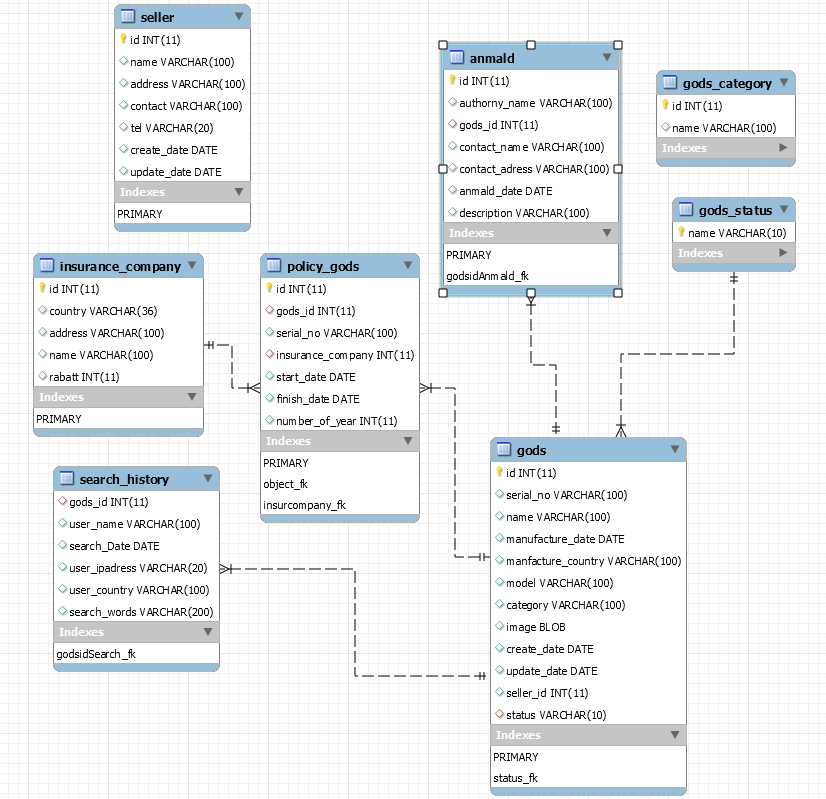 seller
id INT(11)
name VARCHAR(100)
address VARCHAR(100)
contact VARCHAR(100)
tel VARCHAR(20)
create_date DATE
update_date DATE
Indexes
PRIMARY
anmald
id INT(11)
authorny_name VARCHAR(100)
gods_id INT(11)
contact_name VARCHAR(100)
contact_adress VARCHAR(100)
anmald_date DATE
description VARCHAR(100)
Indexes
PRIMARY
godsidAnmald_fk
gods_category
id INT(11)
name VARCHAR(100)
Indexes
gods_status
name VARCHAR(10)
Indexes
insurance_company
id INT(11)
country VARCHAR(36)
address VARCHAR(100)
name VARCHAR(100)
rabatt INT(11)
Indexes
PRIMARY
policy_gods
id INT(11)
gods_id INT(11)
serial_no VARCHAR(100)
insurance_company INT(11)
start_date DATE
finish_date DATE
number_of_year INT(11)
Indexes
PRIMARY
object_fk
insurcompany_fk
search_history
gods_id INT(11)
user_name VARCHAR(100)
search_Date DATE
user_ipadress VARCHAR(20)
user_country VARCHAR(100)
search_words VARCHAR(200)
Indexes
godsidSearch_fk
gods
id INT(11)
serial_no VARCHAR(100)
name VARCHAR(100)
manufacture_date DATE
manfacture_country VARCHAR(100)
model VARCHAR(100)
category VARCHAR(100)
image BLOB
create_date DATE
update_date DATE
seller_id INT(11)
status VARCHAR(10)
Indexes
PRIMARY
status_fk